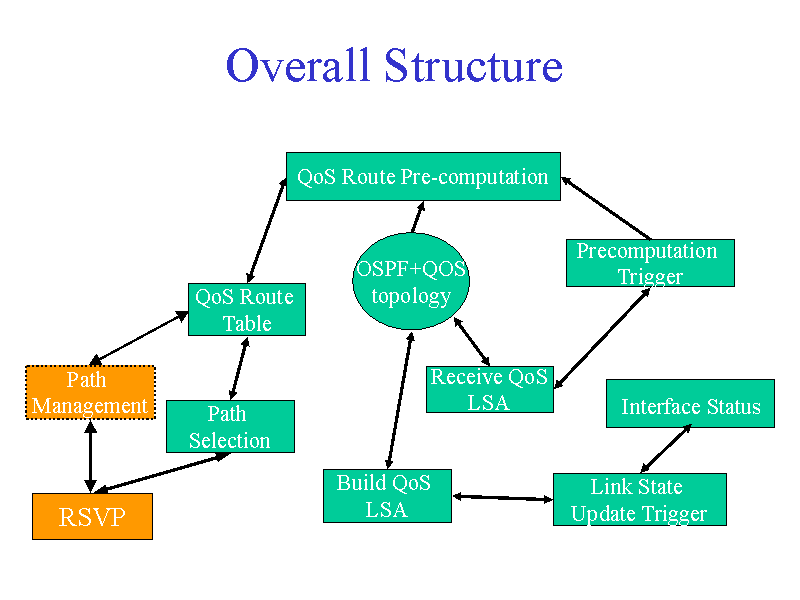 Overall Structure
QoS Route Pre-computation
OSPF+QOS
topology
Precomputation
Trigger
QoS Route
Table
Path
Management
Path
Selection
Receive QoS
LSA
Interface Status
Build QoS
LSA
Link State
Update Trigger
RSVP